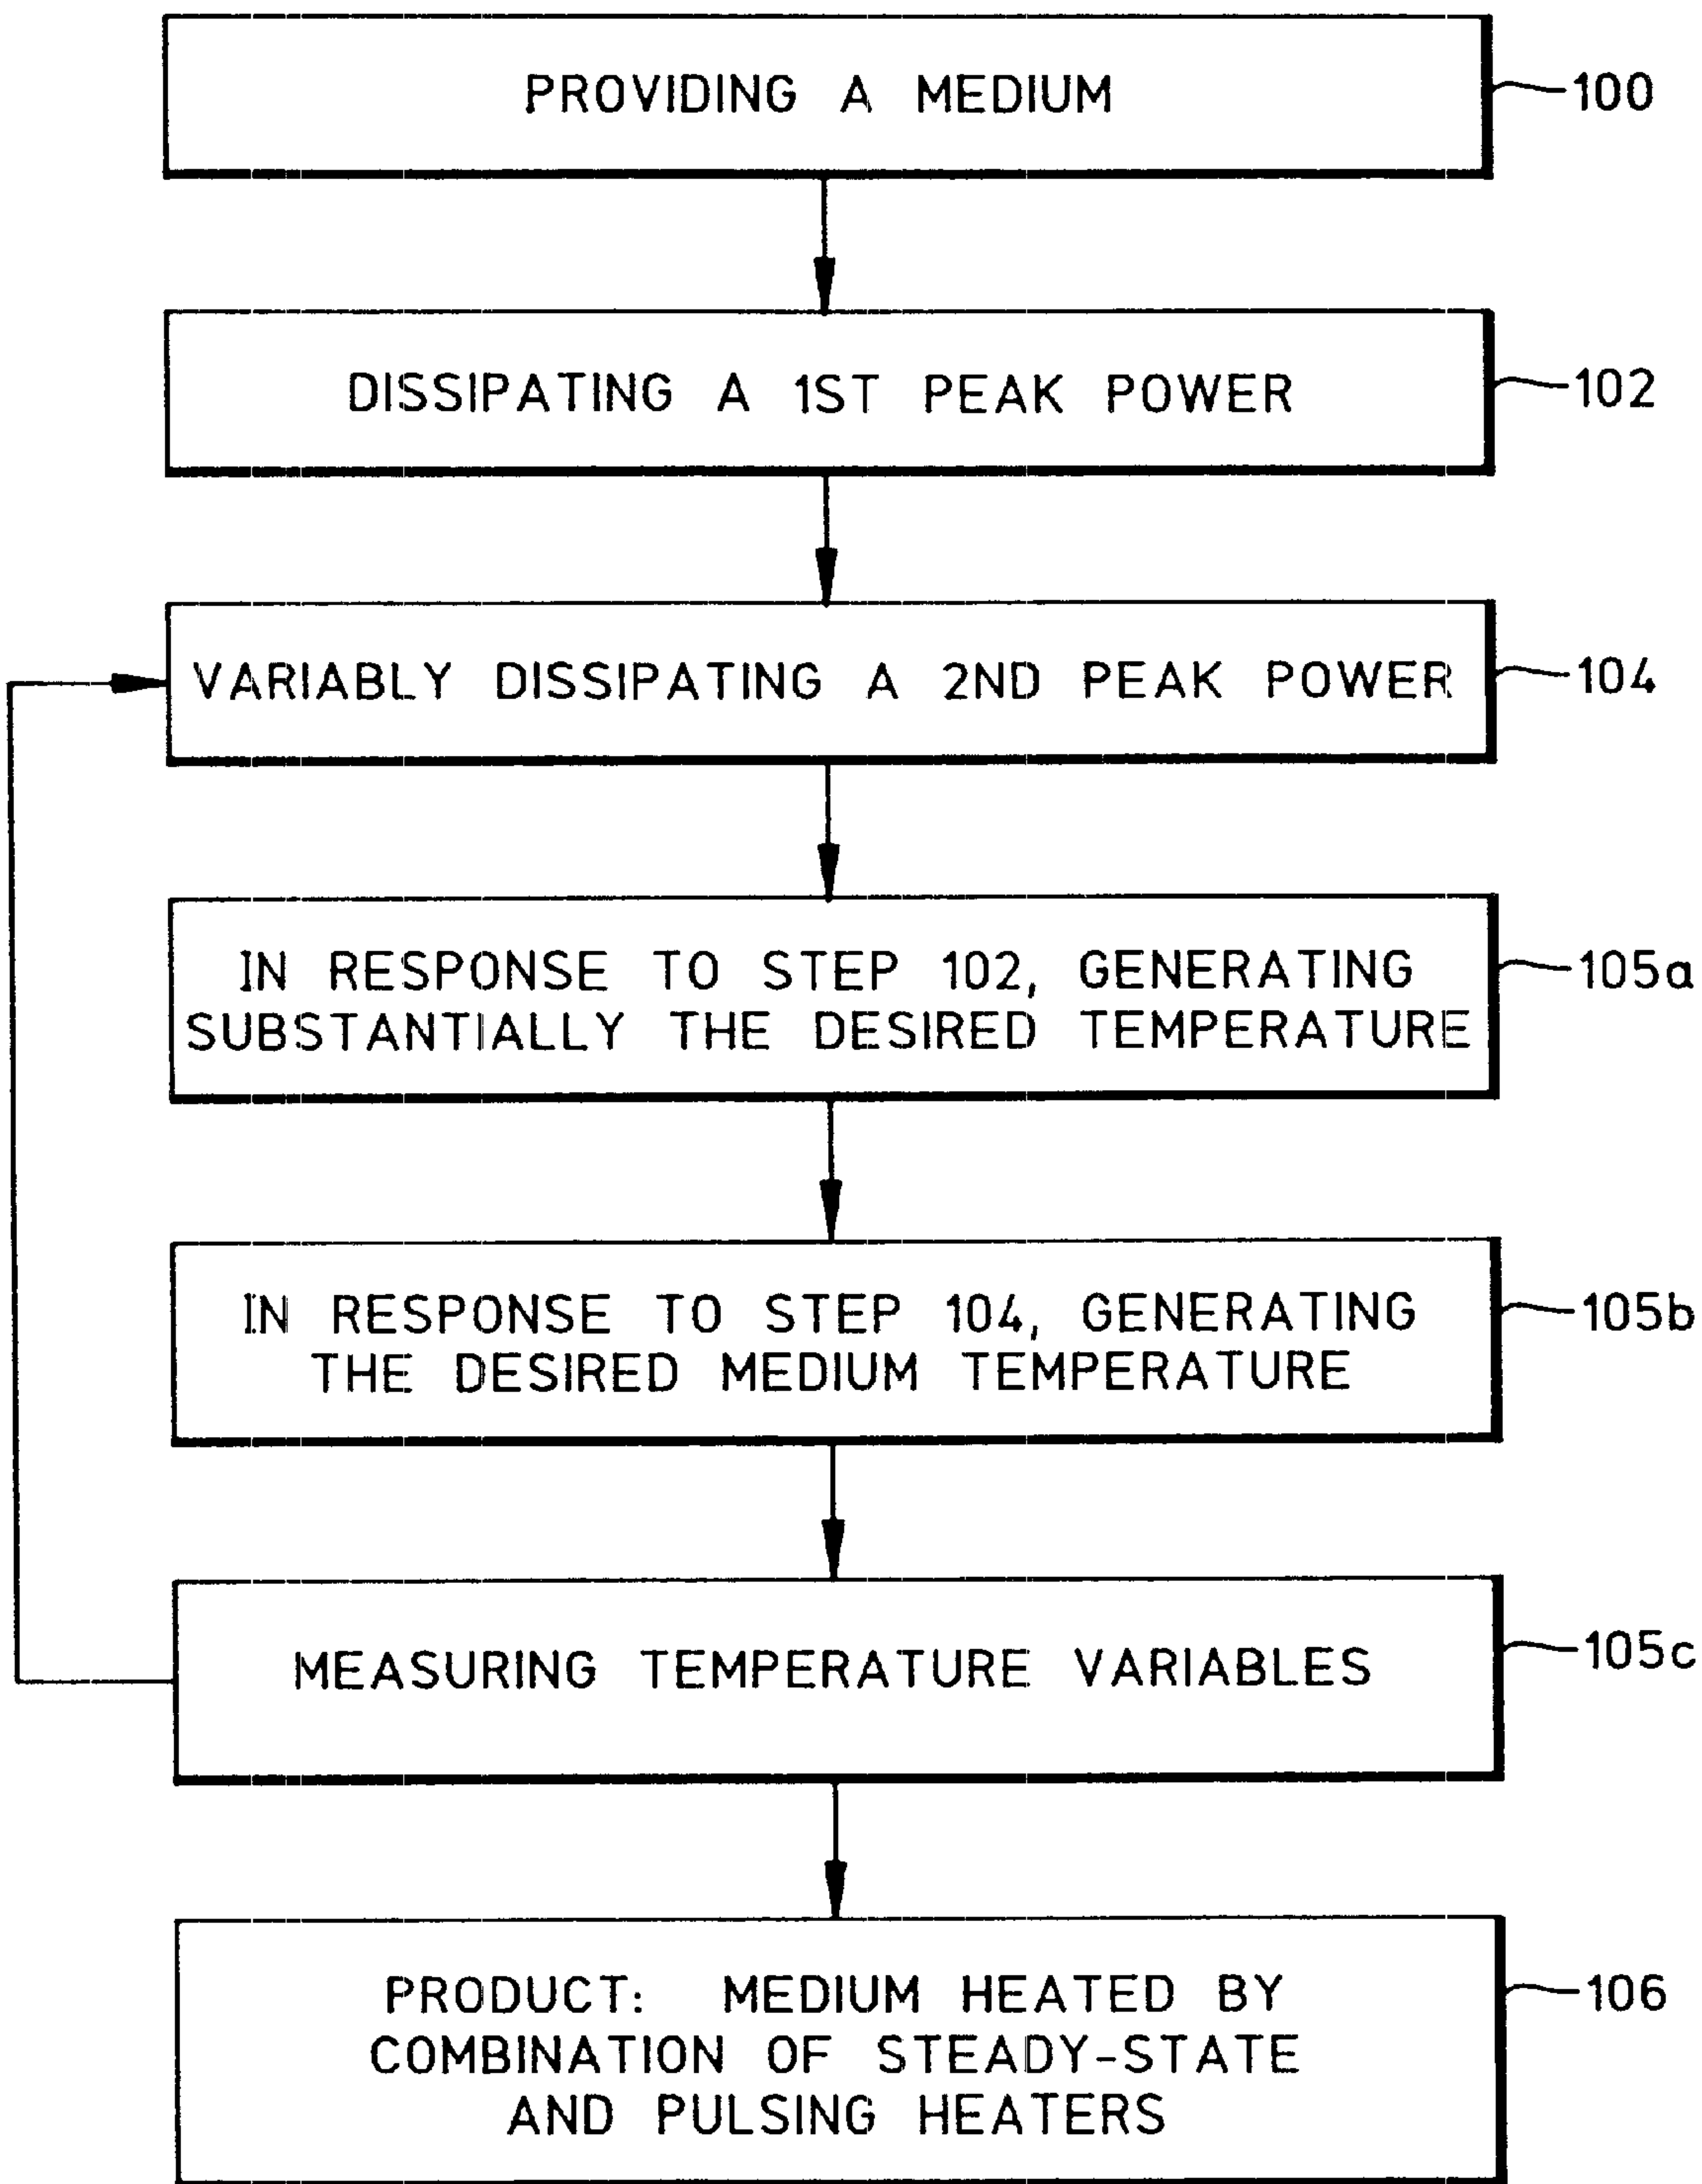 PROVIDING A MEDIUM
100
DISSIPATING A 1ST PEAK POWER
102
VARIABLY DISSIPATING A 2ND PEAK POWER
104
IN RESPONSE TO STEP 102, GENERATING
SUBSTANTIALLY THE DESIRED TEMPERATURE
105a
IN RESPONSE TO STEP 104, GENERATING
THE DESIRED MEDIUM TEMPERATURE
105b
MEASURING TEMPERATURE VARIABLES
105c
PRODUCT: MEDIUM HEATED BY
COMBINATION OF STEADY-STATE
AND PULSING HEATERS
106